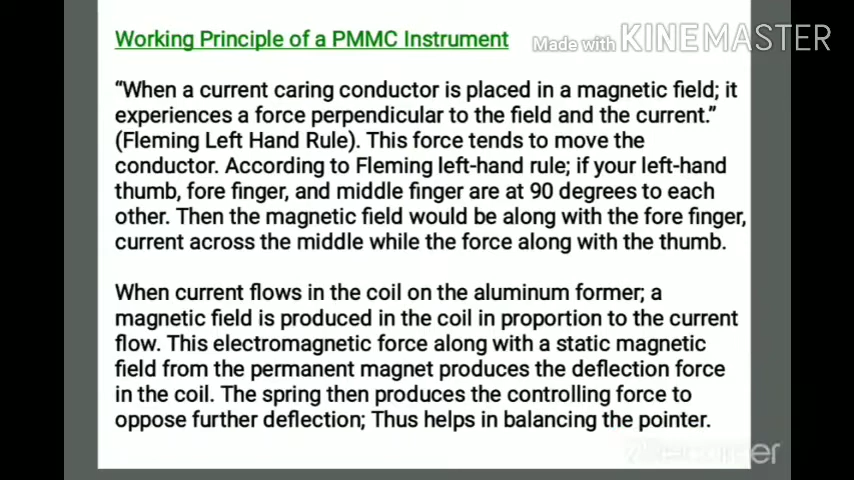 Working Principle of a PMMC Instrument
Made with KINEMASTER
“When a current caring conductor is placed in a magnetic field; it
experiences a force perpendicular to the field and the current.”
(Fleming Left Hand Rule). This force tends to move the
conductor. According to Fleming left-hand rule; if your left-hand
thumb, fore finger, and middle finger are at 90 degrees to each
other. Then the magnetic field would be along with the fore finger,
current across the middle while the force along with the thumb.
When current flows in the coil on the aluminum former; a
magnetic field is produced in the coil in proportion to the current
flow. This electromagnetic force along with a static magnetic
field from the permanent magnet produces the deflection force
in the coil. The spring then produces the controlling force to
oppose further deflection; Thus helps in balancing the pointer.